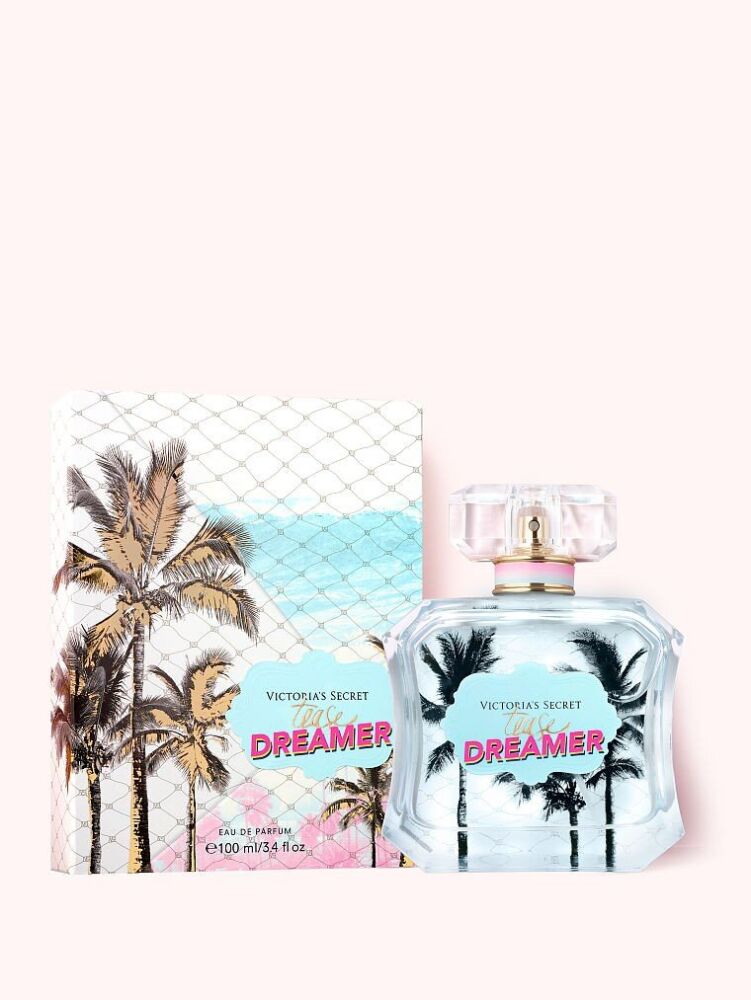 VICTORIA'S SECRET
tease
DREAMER
EAU DE PARFUM
℮100 ml/3.4 fl oz
VICTORIA'S SECRET
tease
DREAMER